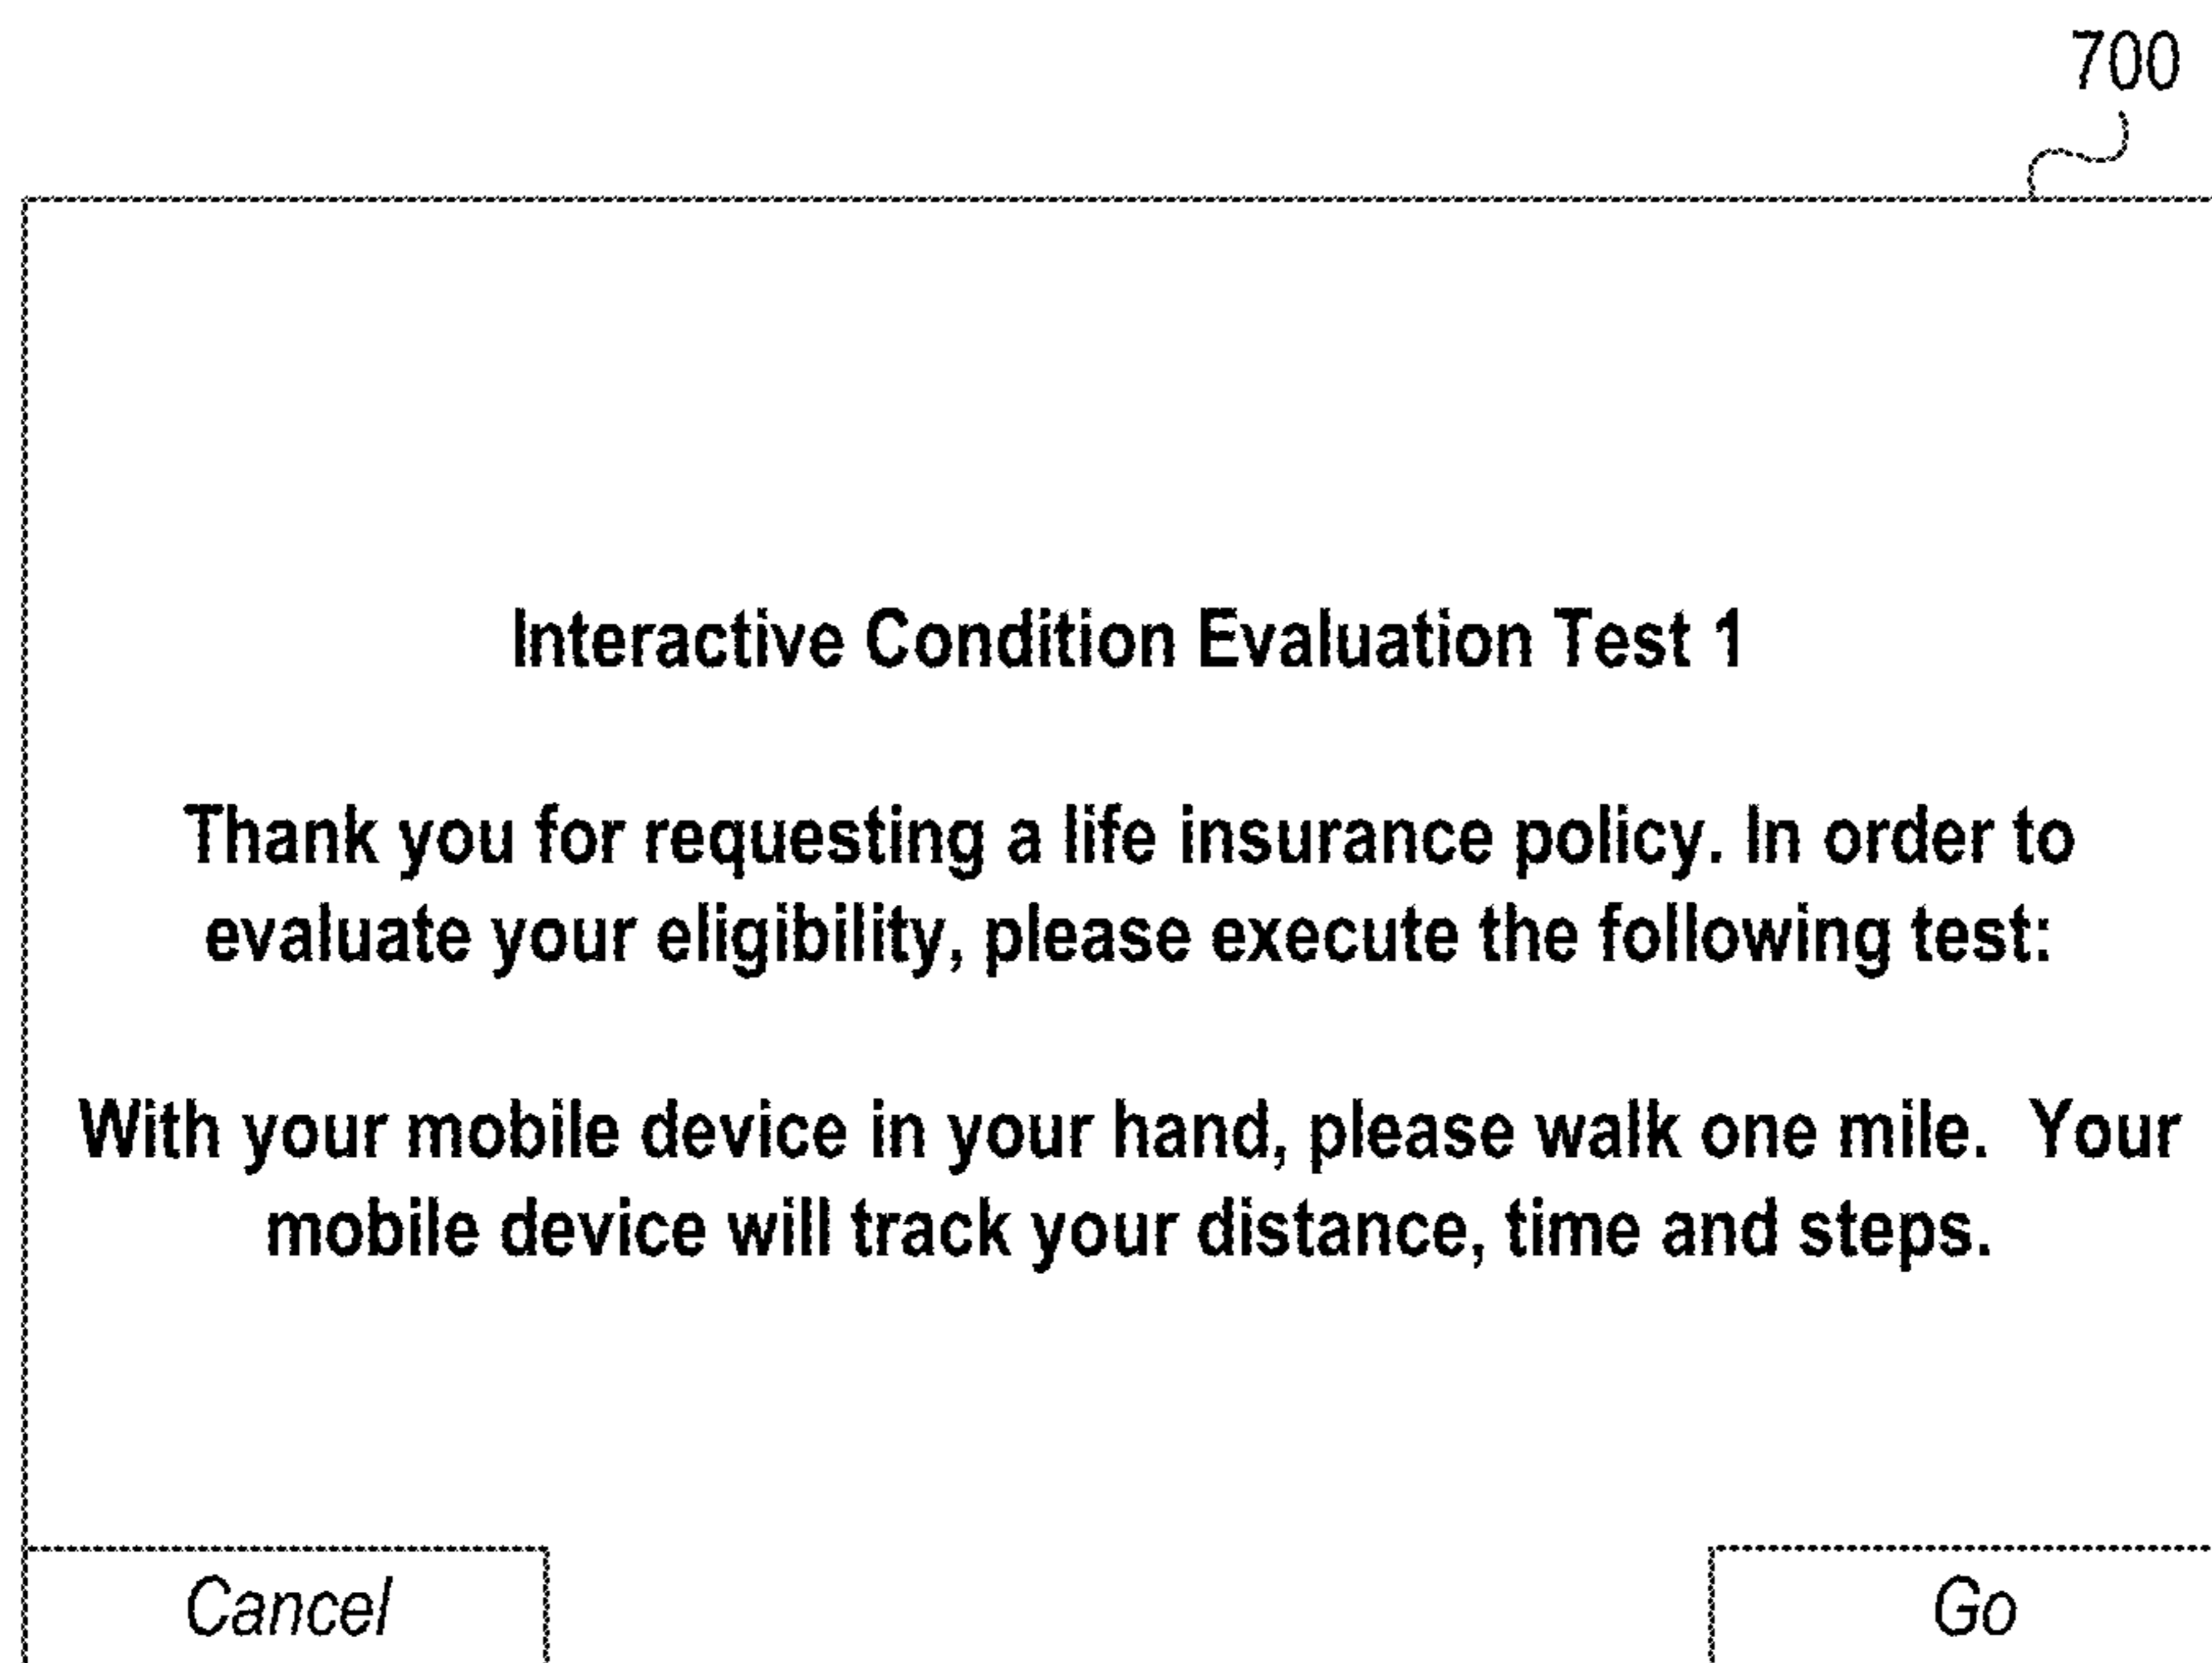 700
Interactive Condition Evaluation Test 1
Thank you for requesting a life insurance policy. In order to
evaluate your eligibility, please execute the following test:
With your mobile device in your hand, please walk one mile.  Your
mobile device will track your distance, time and steps.
Cancel
Go